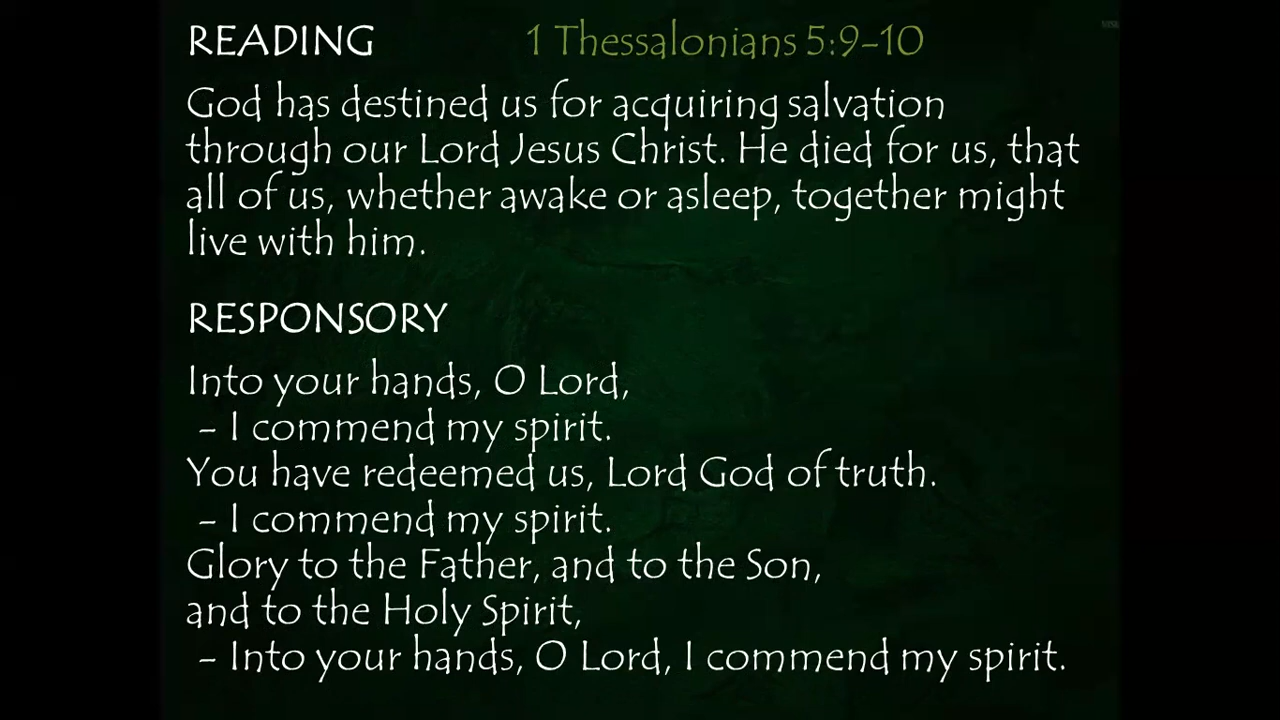 READING 1 Thessalonians 5:9-10
God has destined us for acquiring salvation
through our Lord Jesus Christ. He died for us, that
all of us, whether awake or asleep, together might
live with him.
RESPONSORY
Into your hands, O Lord,
- I commend my spirit.
You have redeemed us, Lord God of truth.
- I commend my spirit.
Glory to the Father, and to the Son,
and to the Holy Spirit,
- Into your hands, O Lord, I commend my spirit.